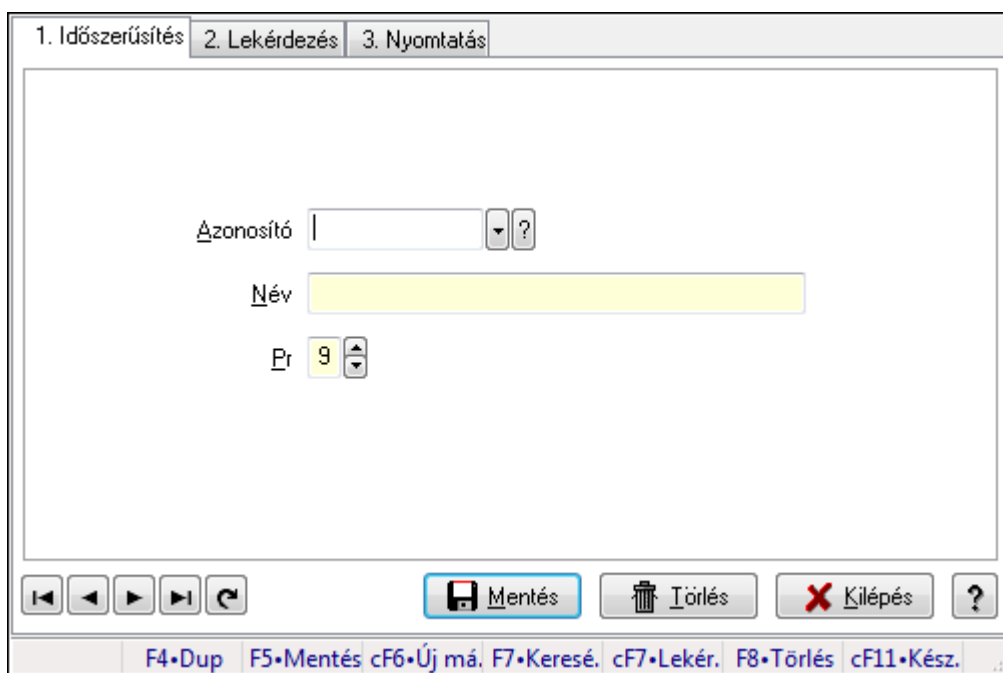 1. Időszerűsítés 2. Lekérdezés 3. Nyomtatás
Azonosító ?
Név
Pr 9
Mentés Törlés Kilépés ?
F4•Dup F5•Mentés cF6•Új má. F7•Keresé. cF7•Lekér. F8•Törlés cF11•Kész.